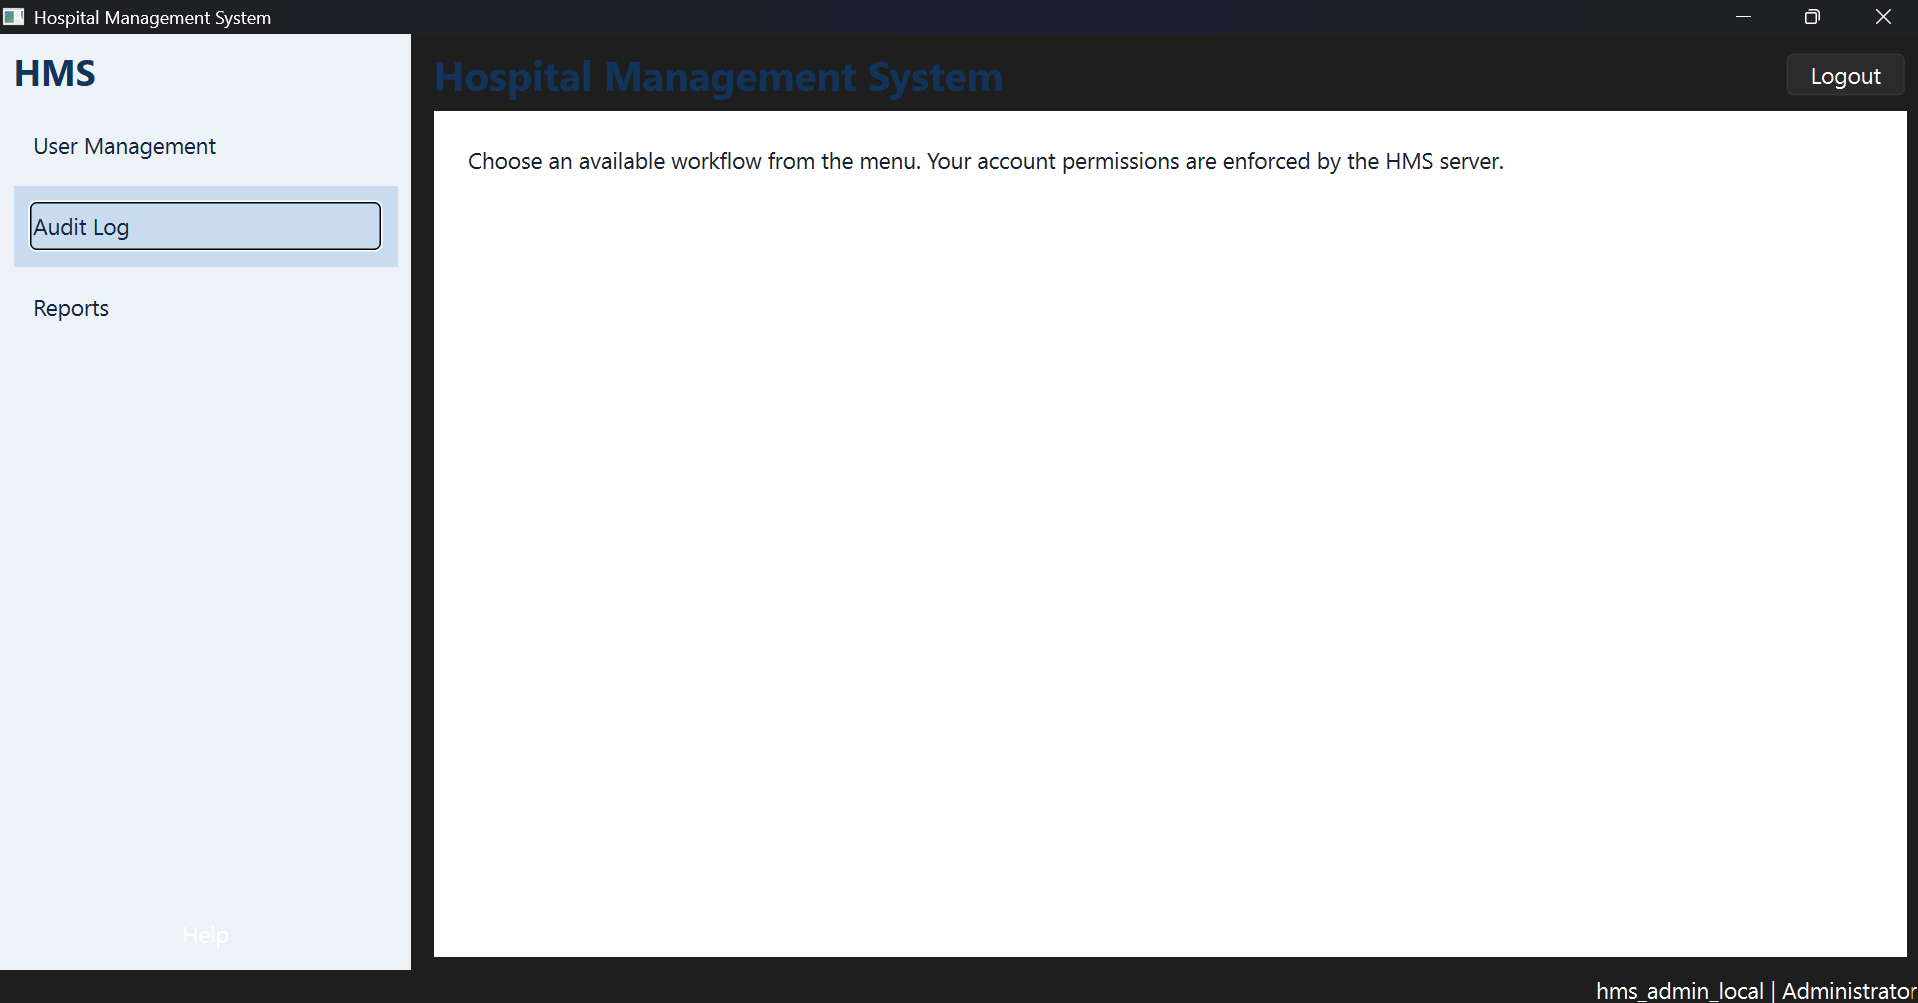 Hospital Management System
HMS
User Management
Audit Log
Reports
Help
Hospital Management System
Logout
Choose an available workflow from the menu. Your account permissions are enforced by the HMS server.
hms_admin_local | Administrator